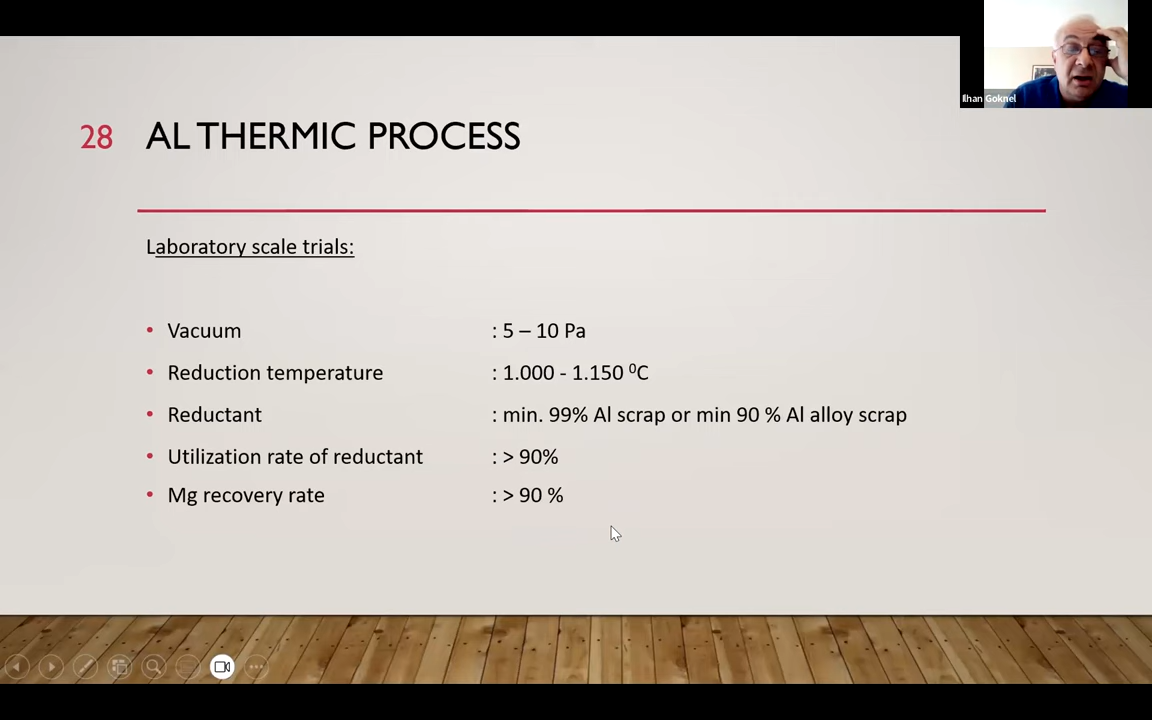 Ilhan Goknel
28 AL THERMIC PROCESS
Laboratory scale trials:
• Vacuum : 5 – 10 Pa
• Reduction temperature : 1.000 - 1.150 ⁰C
• Reductant : min. 99% Al scrap or min 90 % Al alloy scrap
• Utilization rate of reductant : > 90%
• Mg recovery rate : > 90 %